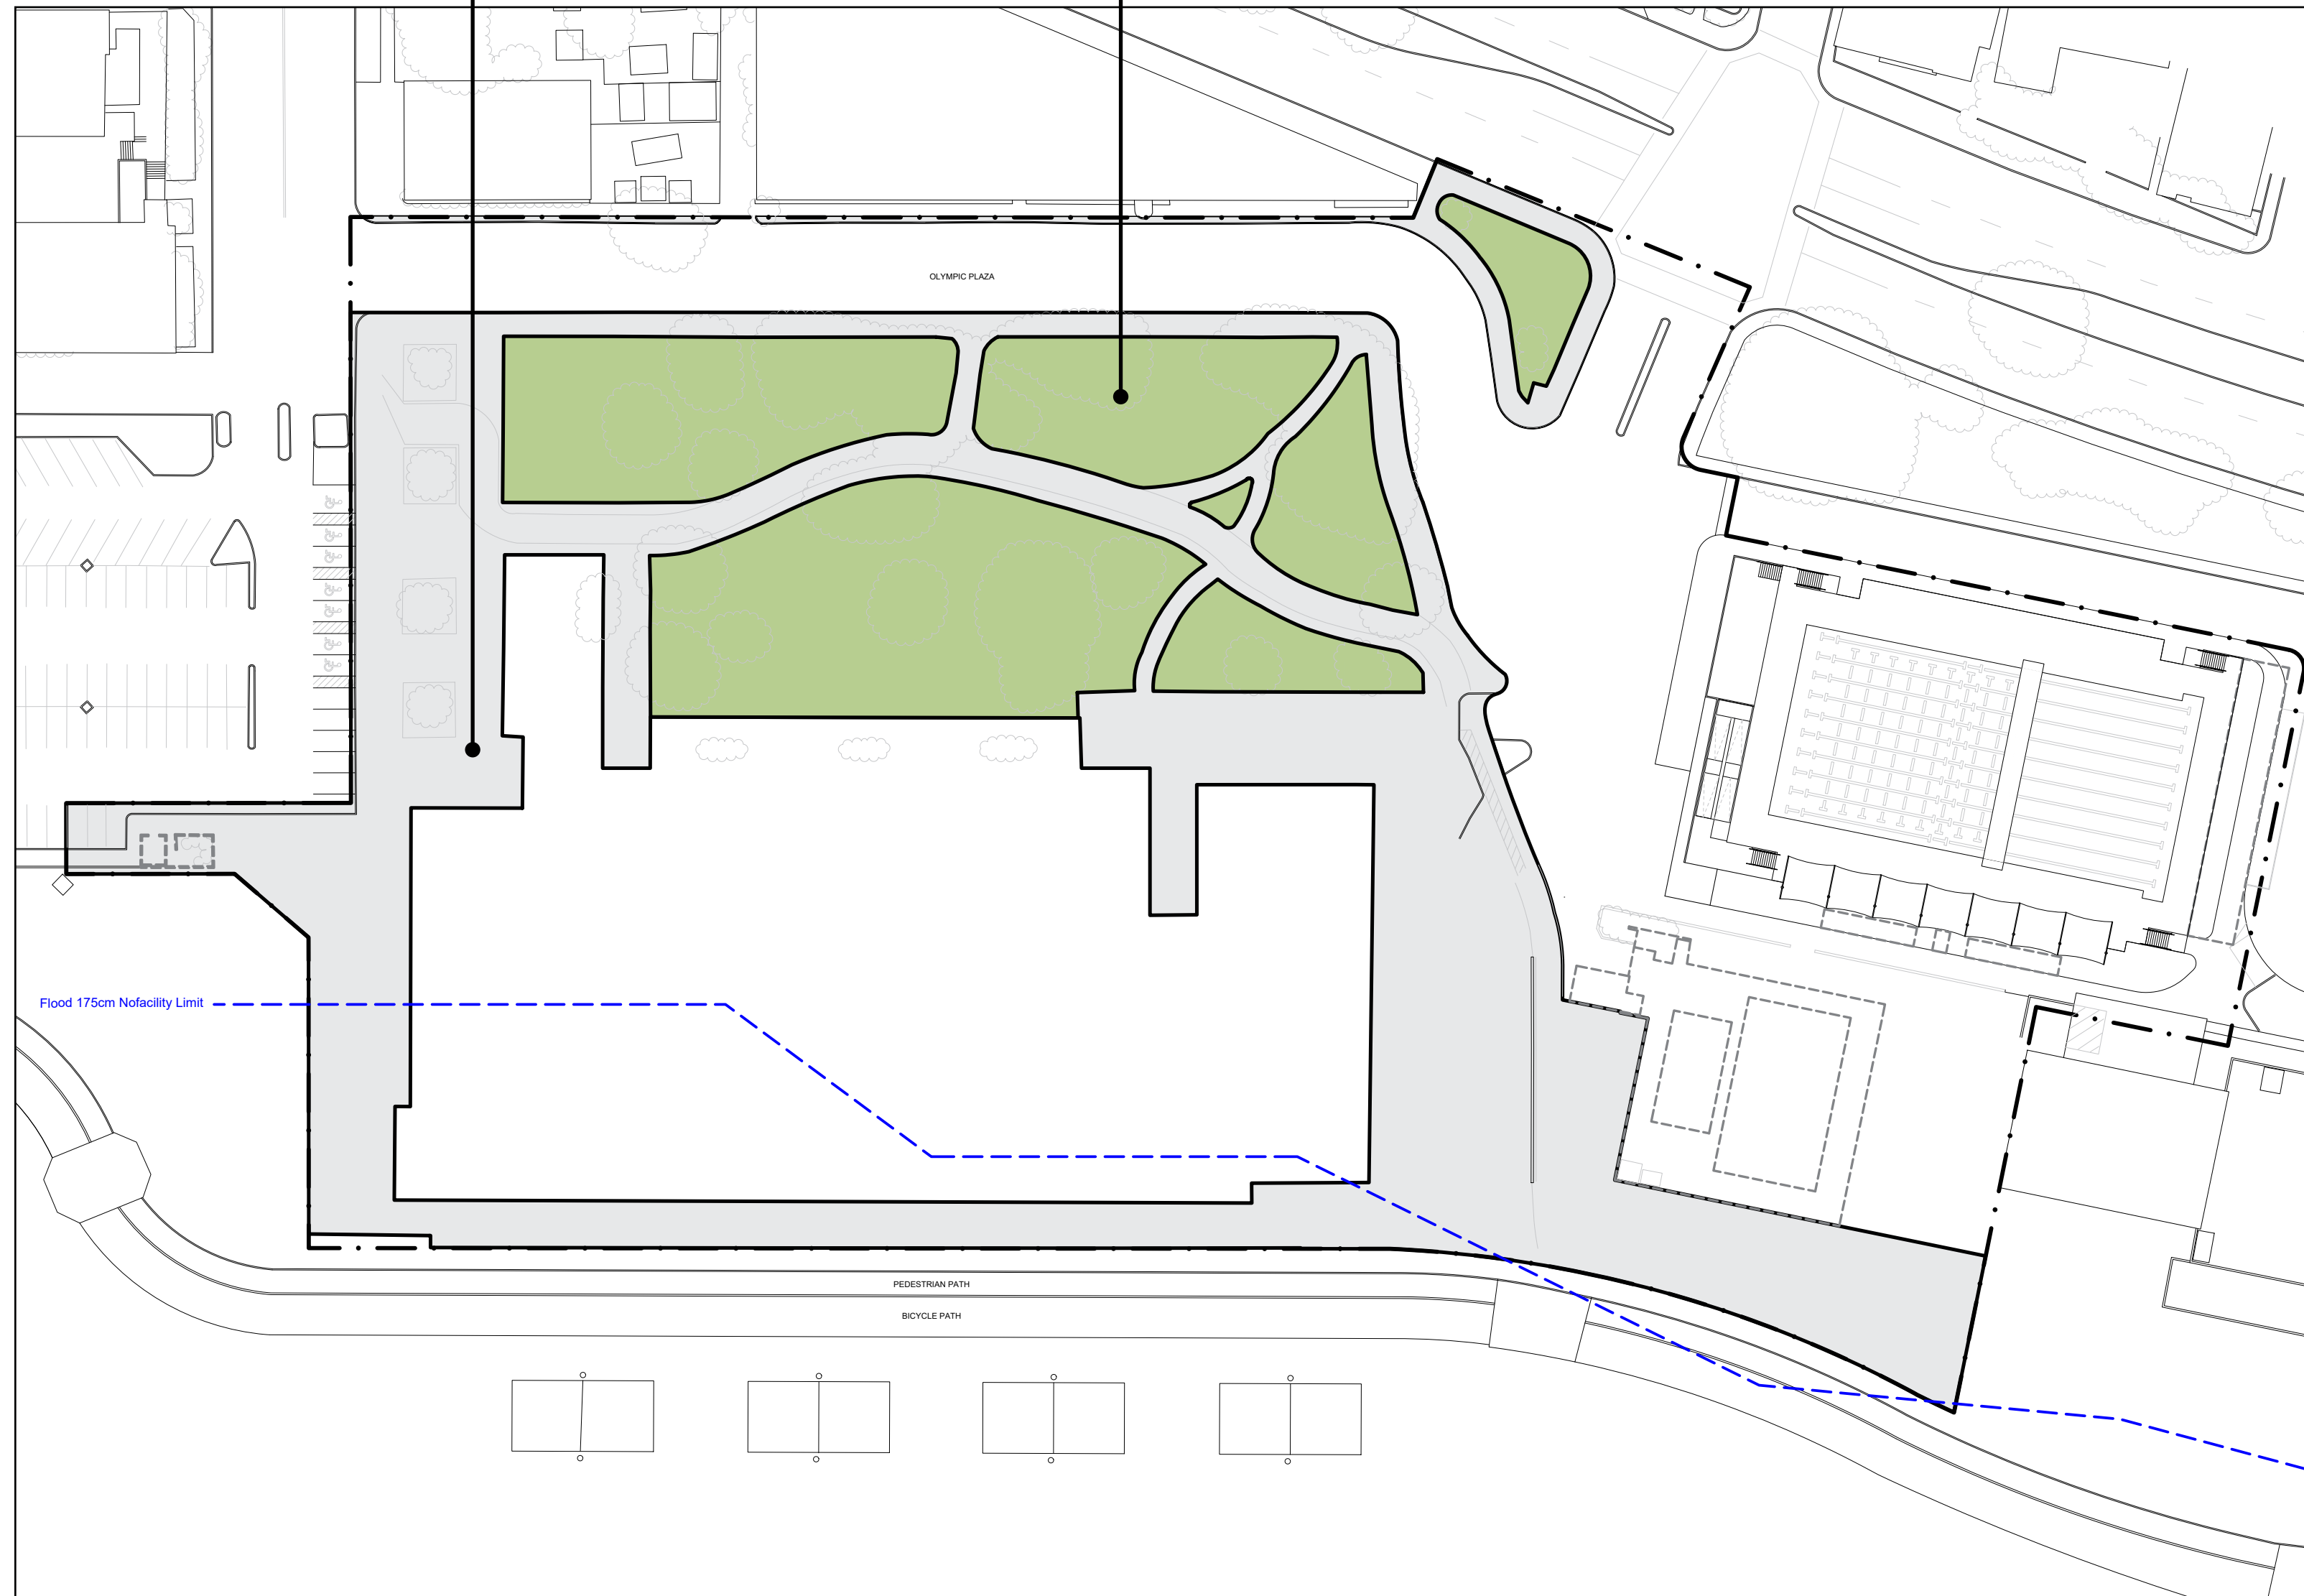 OLYMPIC PLAZA
Flood 175cm Nofacility Limit
PEDESTRIAN PATH
BICYCLE PATH